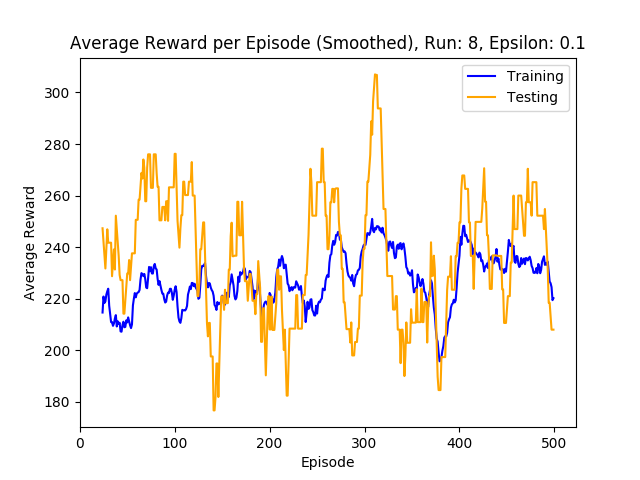 Average Reward per Episode (Smoothed), Run: 8, Epsilon: 0.1
Training
Testing
Average Reward
300
280
260
240
220
200
180
0 100 200 300 400 500
Episode